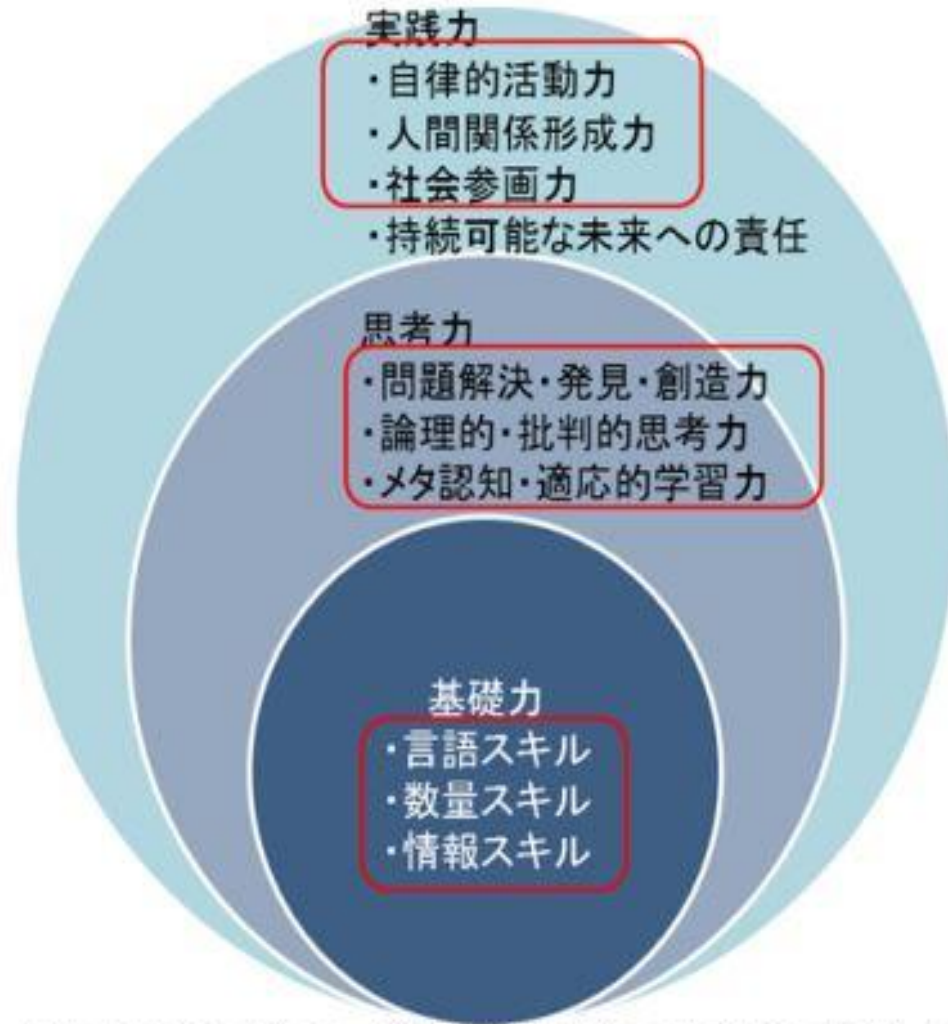 実践力
・自律的活動力
・人間関係形成力
・社会参画力
・持続可能な未来への責任
思考力
・問題解決・発見・創造力
・論理的・批判的思考力
・メタ認知・適応的学習力
基礎力
・言語スキル
・数量スキル
・情報スキル